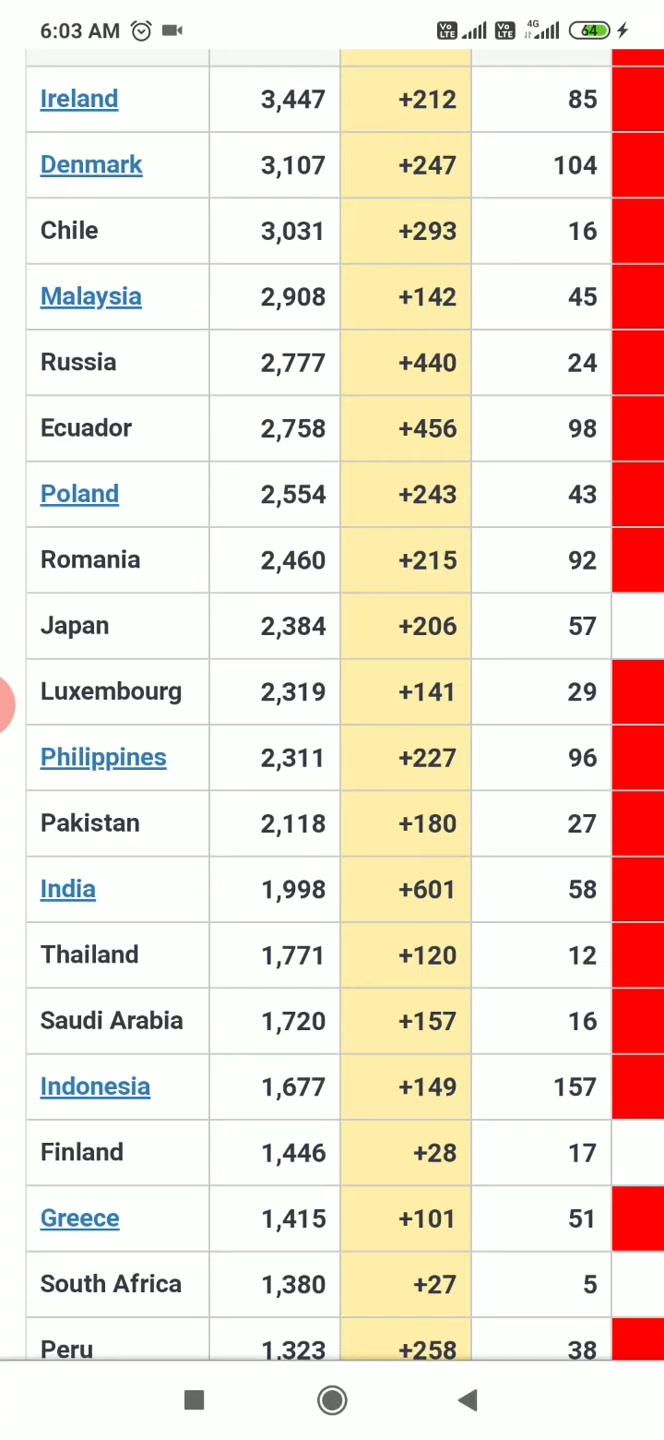 6:03 AM Vo LTE Vo LTE 4G 64
Ireland 3,447 +212 85
Denmark 3,107 +247 104
Chile 3,031 +293 16
Malaysia 2,908 +142 45
Russia 2,777 +440 24
Ecuador 2,758 +456 98
Poland 2,554 +243 43
Romania 2,460 +215 92
Japan 2,384 +206 57
Luxembourg 2,319 +141 29
Philippines 2,311 +227 96
Pakistan 2,118 +180 27
India 1,998 +601 58
Thailand 1,771 +120 12
Saudi Arabia 1,720 +157 16
Indonesia 1,677 +149 157
Finland 1,446 +28 17
Greece 1,415 +101 51
South Africa 1,380 +27 5
Peru 1,323 +258 38